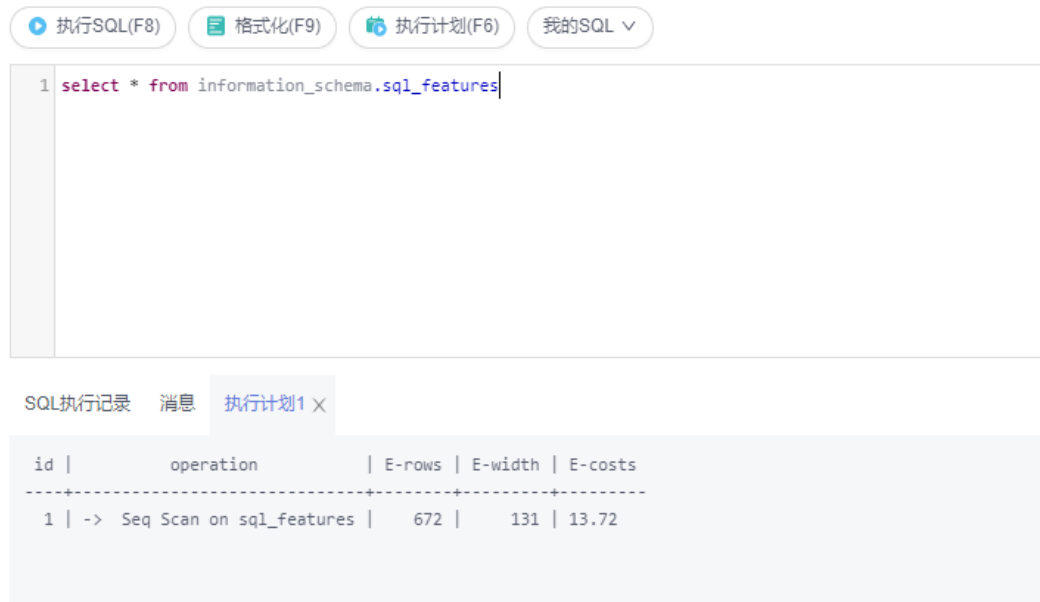 执行SQL(F8) 格式化(F9) 执行计划(F6) 我的SQL
1 select * from information_schema.sql_features
SQL执行记录 消息 执行计划1
id | operation | E-rows | E-width | E-costs
----+------------------------------+--------+---------+---------
1 | -> Seq Scan on sql_features | 672 | 131 | 13.72